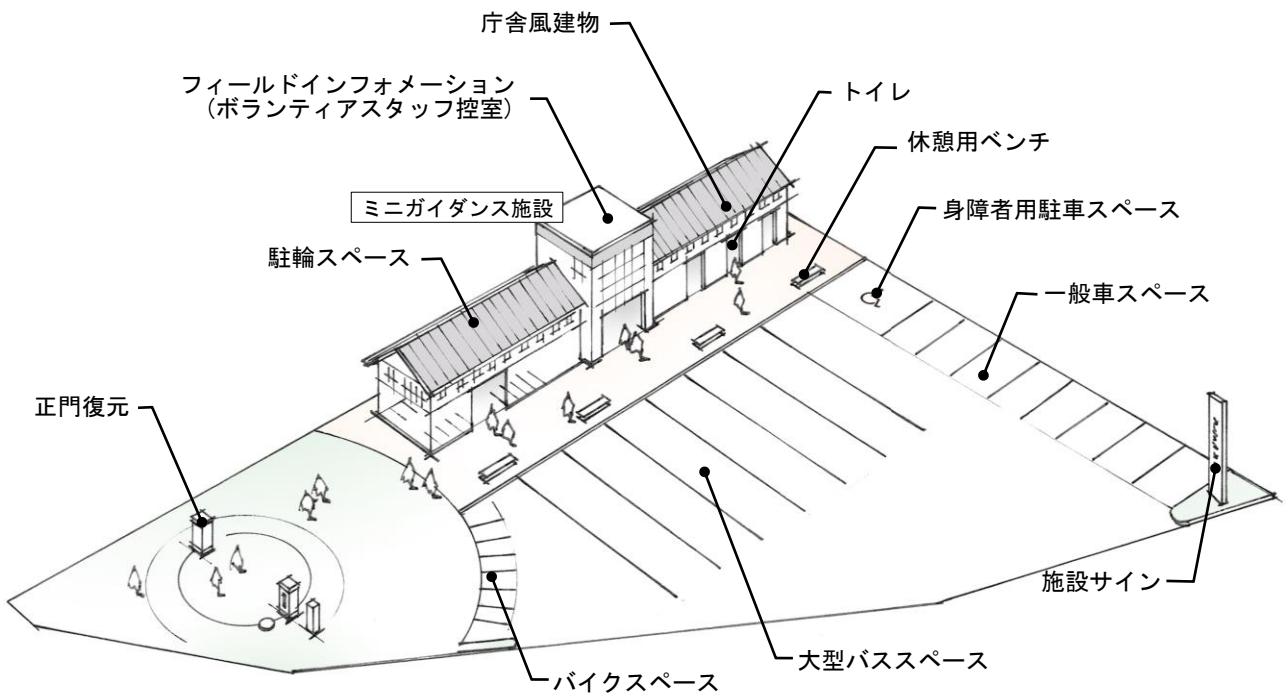 庁舎風建物
フィールドインフォメーション
（ボランティアスタッフ控室）
トイレ
休憩用ベンチ
ミニガイダンス施設
身障者用駐車スペース
駐輪スペース
一般車スペース
正門復元
施設サイン
大型バススペース
バイクスペース